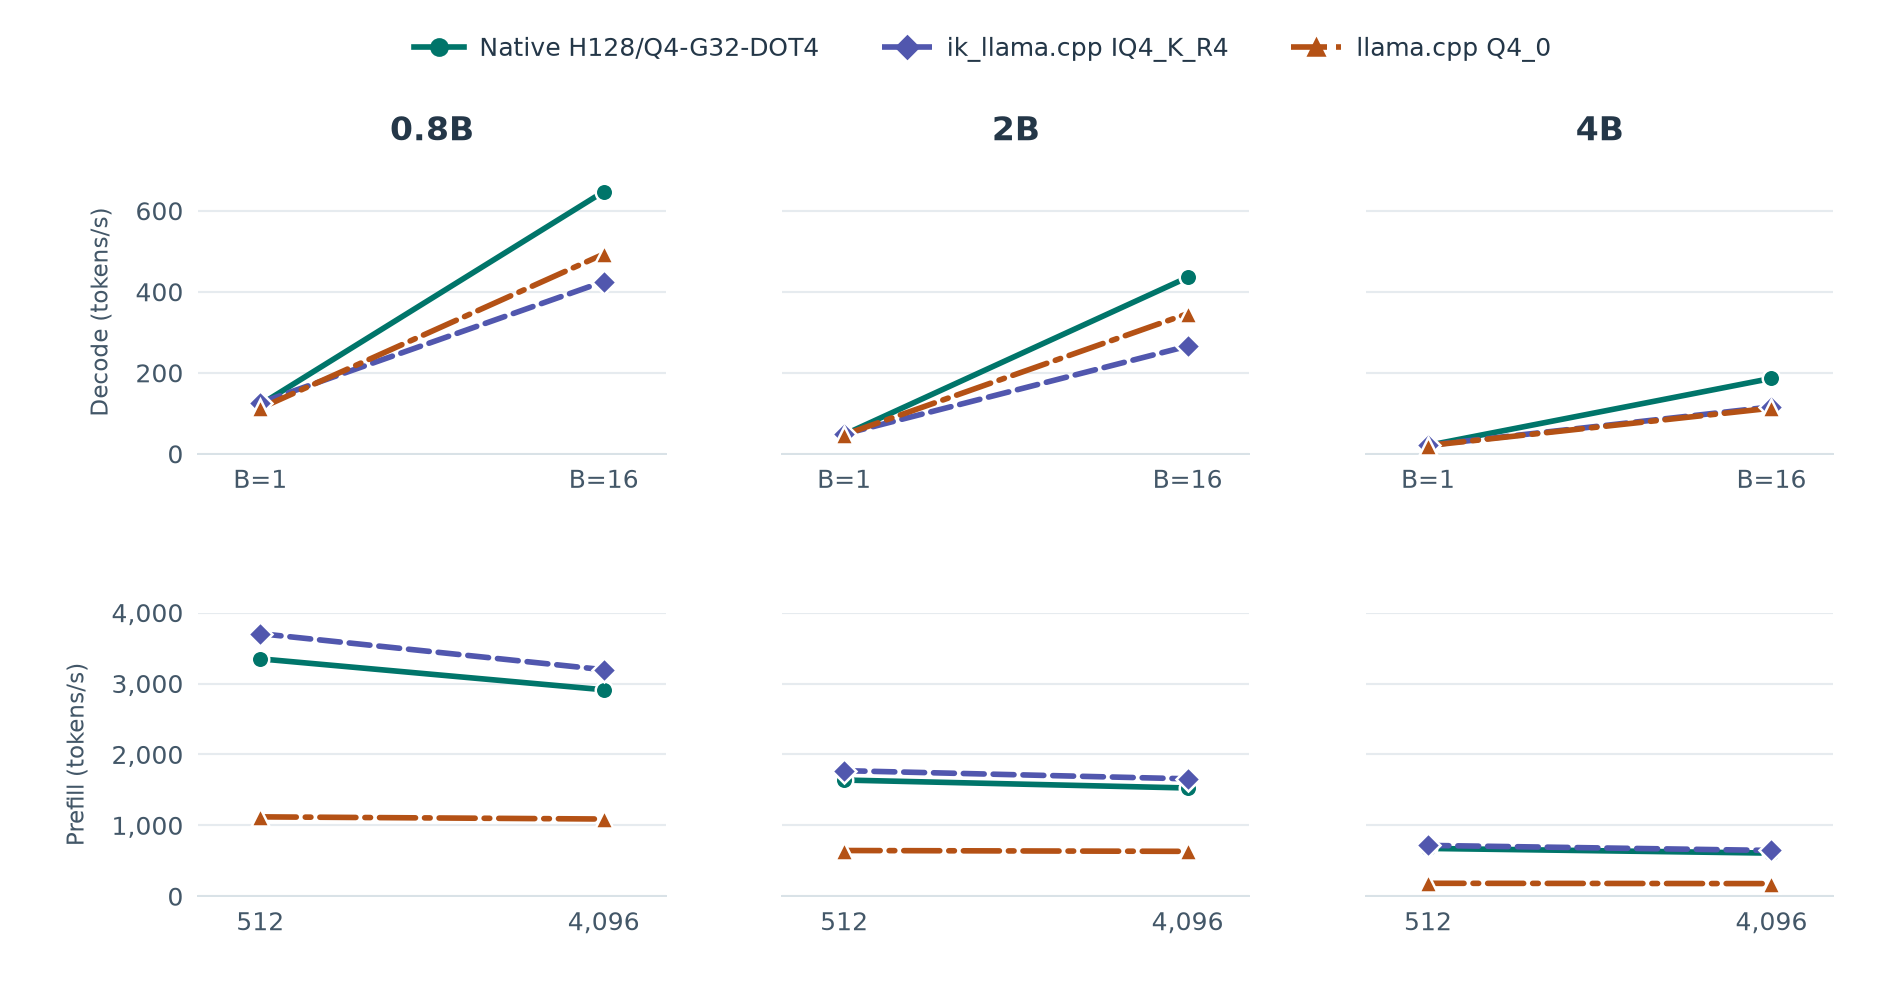 Native H128/Q4-G32-DOT4 ik_llama.cpp IQ4_K_R4 llama.cpp Q4_0
0.8B 2B 4B
Decode (tokens/s)
600
400
200
0
B=1 B=16 B=1 B=16 B=1 B=16
Prefill (tokens/s)
4,000
3,000
2,000
1,000
0
512 4,096 512 4,096 512 4,096